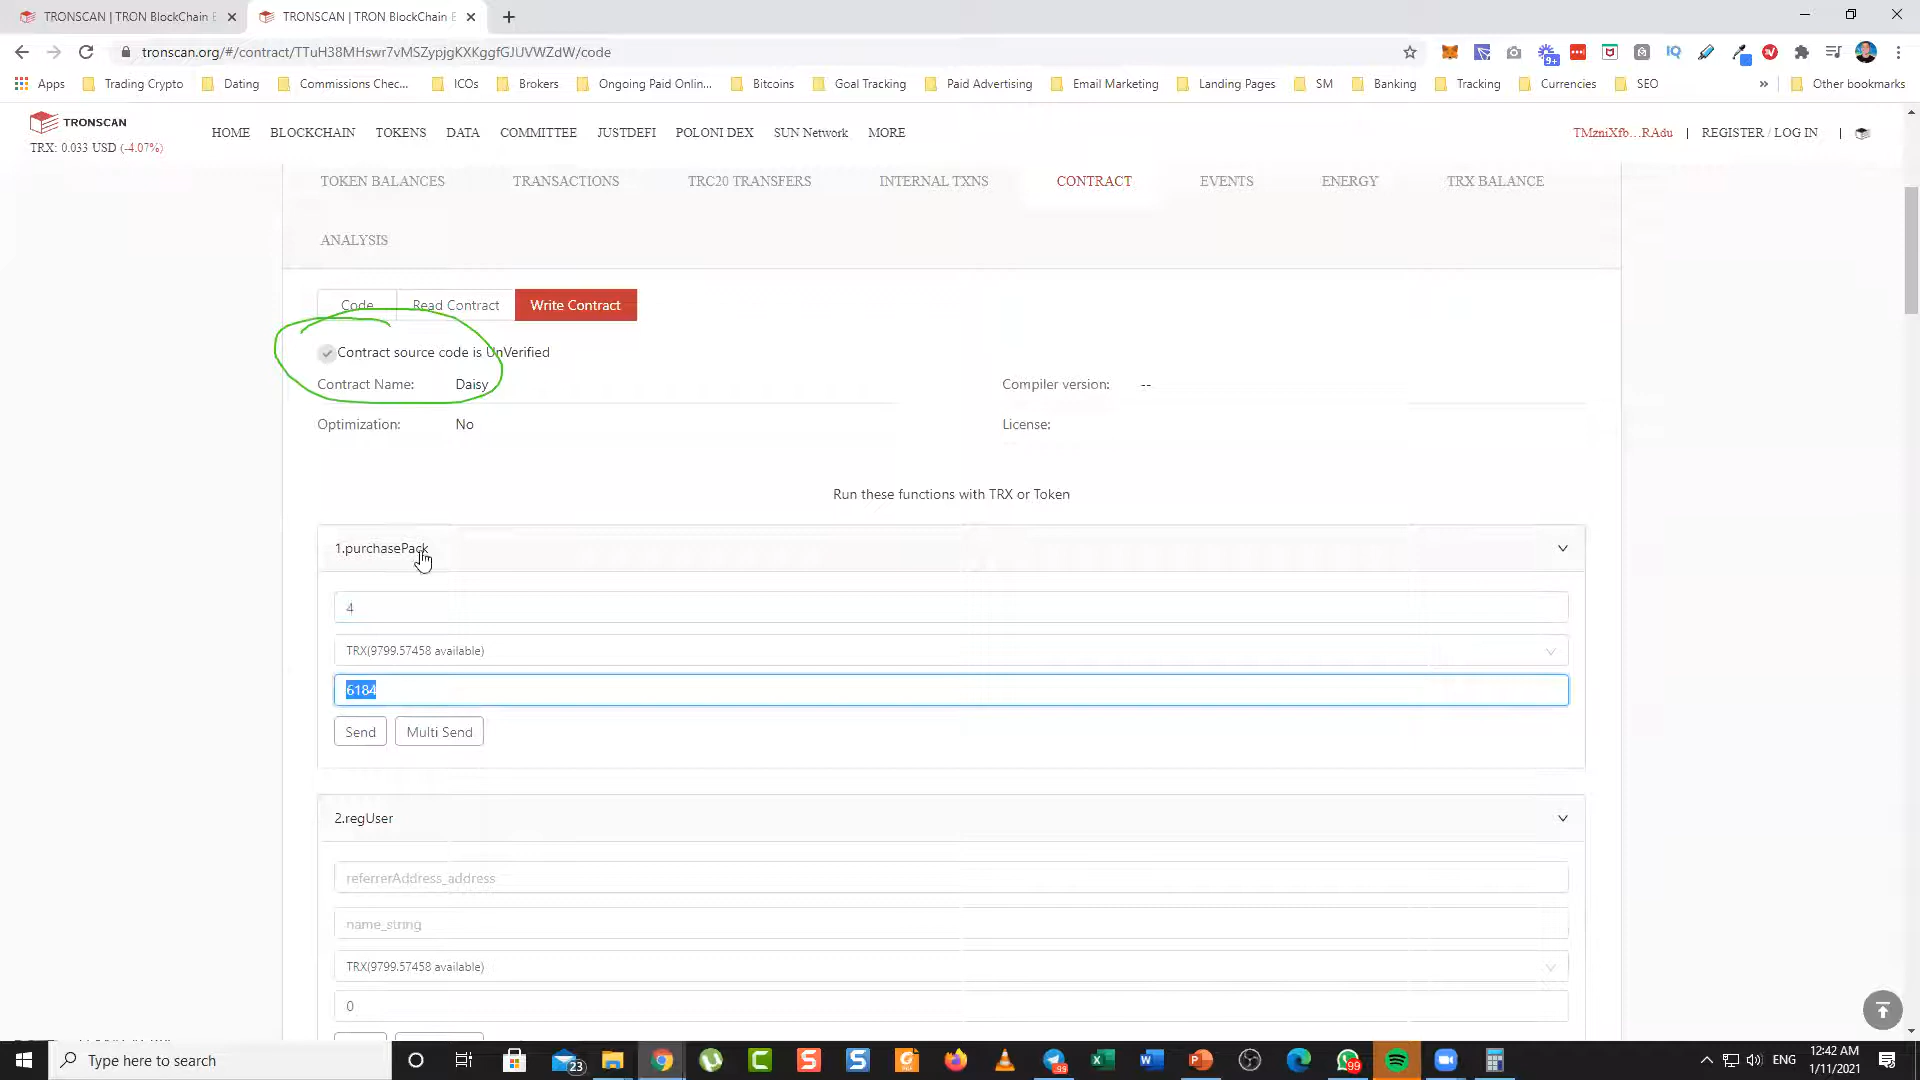 TRONSCAN | TRON BlockChain E
TRONSCAN | TRON BlockChain E
tronscan.org/#/contract/TTuH38MHswr7vMSZypjgKXKggfGJUVWZdW/code
9+
Apps
Trading Crypto
Dating
Commissions Chec...
ICOs
Brokers
Ongoing Paid Onlin...
Bitcoins
Goal Tracking
Paid Advertising
Email Marketing
Landing Pages
SM
Banking
Tracking
Currencies
SEO
»
Other bookmarks
TRONSCAN
TRX: 0.033 USD (-4.07%)
HOME
BLOCKCHAIN
TOKENS
DATA
COMMITTEE
JUSTDEFI
POLONI DEX
SUN Network
MORE
TMzniXfb...RAdu | REGISTER / LOG IN |
TOKEN BALANCES
TRANSACTIONS
TRC20 TRANSFERS
INTERNAL TXNS
CONTRACT
EVENTS
ENERGY
TRX BALANCE
ANALYSIS
Code
Read Contract
Write Contract
Contract source code is UnVerified
Contract Name: Daisy
Compiler version: --
Optimization: No
License:
Run these functions with TRX or Token
1.purchasePack
4
TRX(9799.57458 available)
6184
Send
Multi Send
2.regUser
referrerAddress_address
name_string
TRX(9799.57458 available)
0
Type here to search
23
99
99
ENG
12:42 AM
1/11/2021